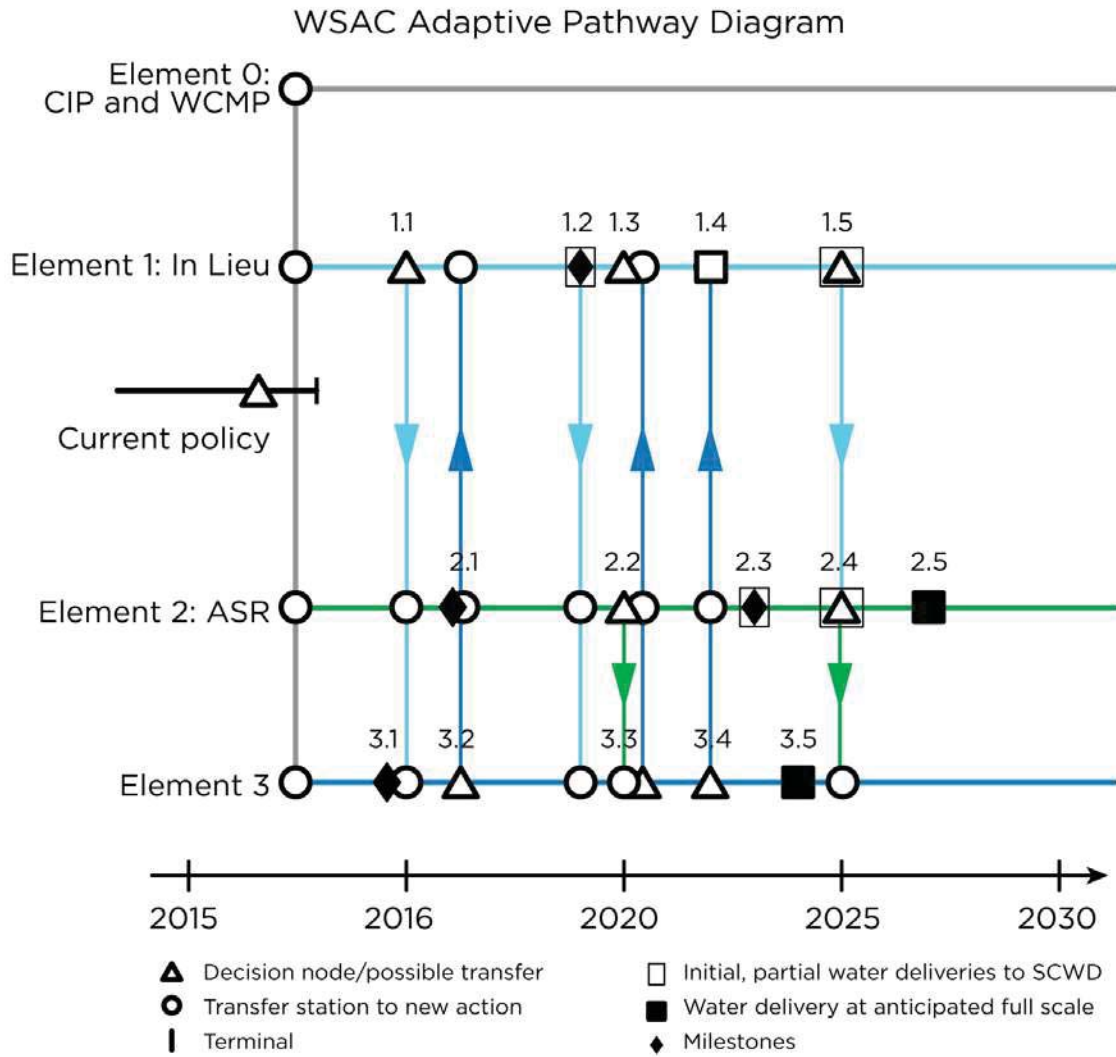 WSAC Adaptive Pathway Diagram
Element 0:
CIP and WCMP
1.1 1.2 1.3 1.4 1.5
Element 1: In Lieu
Current policy
2.1 2.2 2.3 2.4 2.5
Element 2: ASR
3.1 3.2 3.3 3.4 3.5
Element 3
2015 2016 2020 2025 2030
Decision node/possible transfer
Transfer station to new action
Terminal
Initial, partial water deliveries to SCWD
Water delivery at anticipated full scale
Milestones